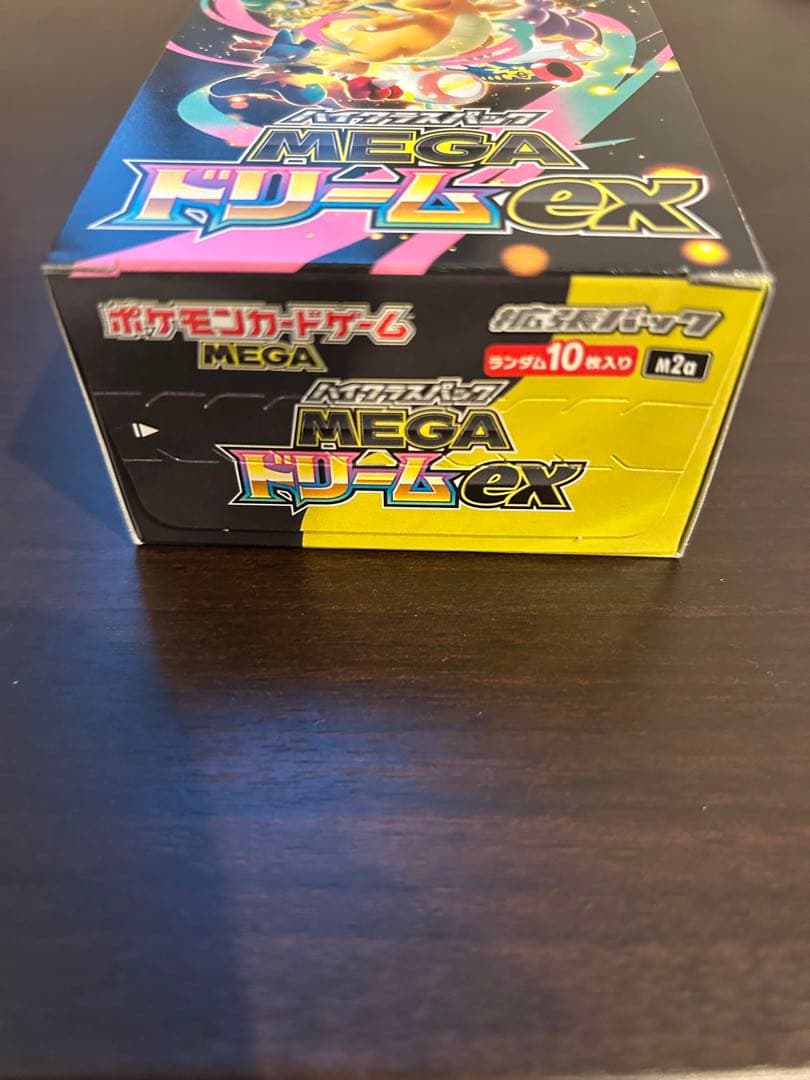 ハイクラスパック
MEGA
ドリームex
ポケモンカードゲーム
MEGA
拡張パック
ランダム10枚入り
M2a
ハイクラスパック
MEGA
ドリームex